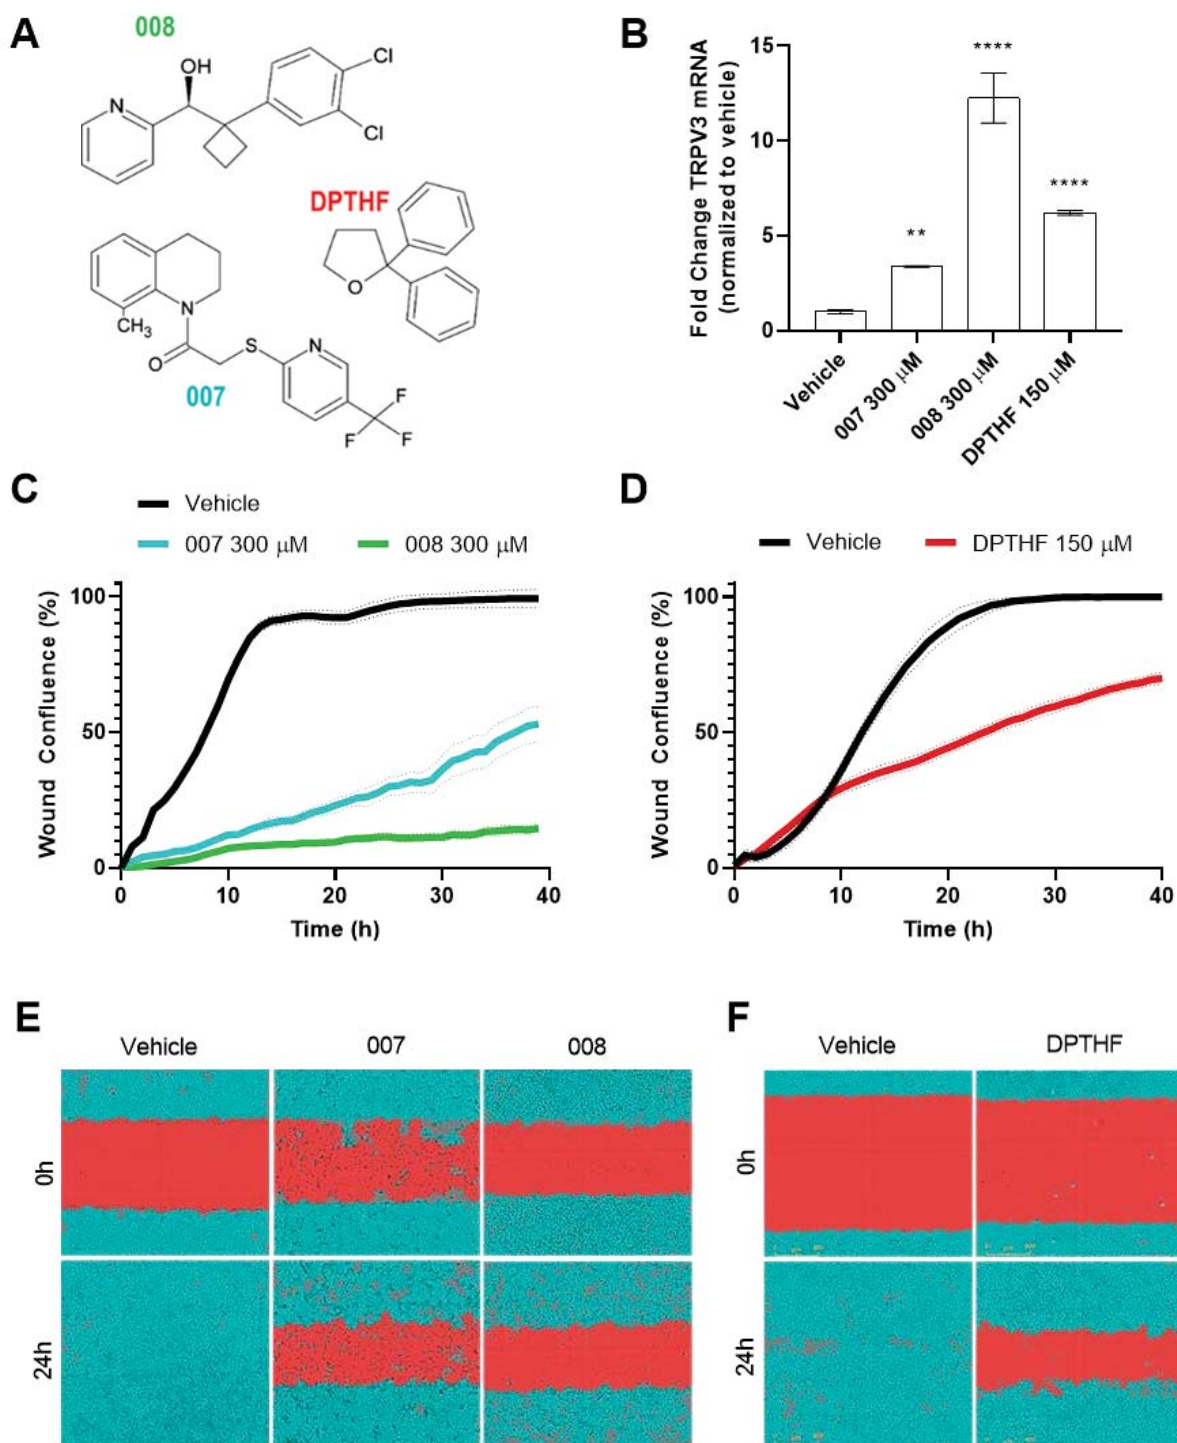 A
008
OH
N
Cl
Cl
DPTHF
O
N
CH3
O
S
N
007
F
F
F
B
Fold Change TRPV3 mRNA
(normalized to vehicle)
15
10
5
0
**
****
****
Vehicle
007 300 µM
008 300 µM
DPTHF 150 µM
C
Vehicle
007 300 µM
008 300 µM
Wound Confluence (%)
100
50
0
0 10 20 30 40
Time (h)
D
Vehicle
DPTHF 150 µM
Wound Confluence (%)
100
50
0
0 10 20 30 40
Time (h)
E
Vehicle 007 008
0h
24h
F
Vehicle DPTHF
0h
24h